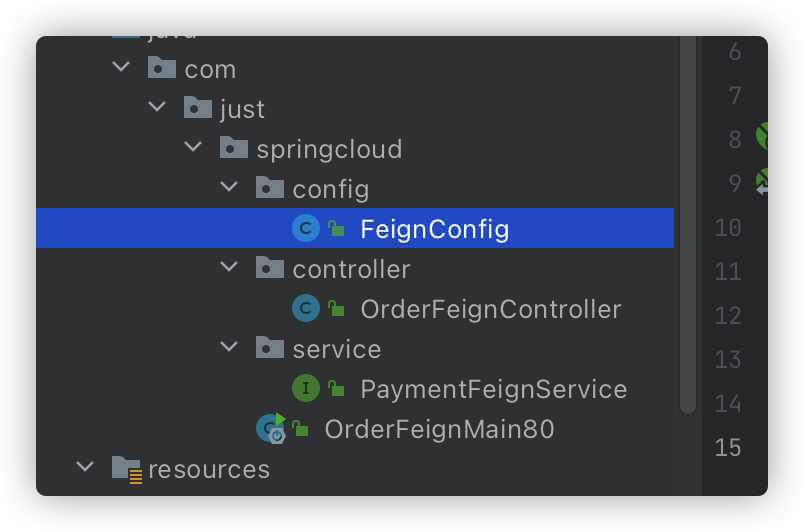 java
com
just
springcloud
config
FeignConfig
controller
OrderFeignController
service
PaymentFeignService
OrderFeignMain80
resources
6
7
8
9
10
11
12
13
14
15